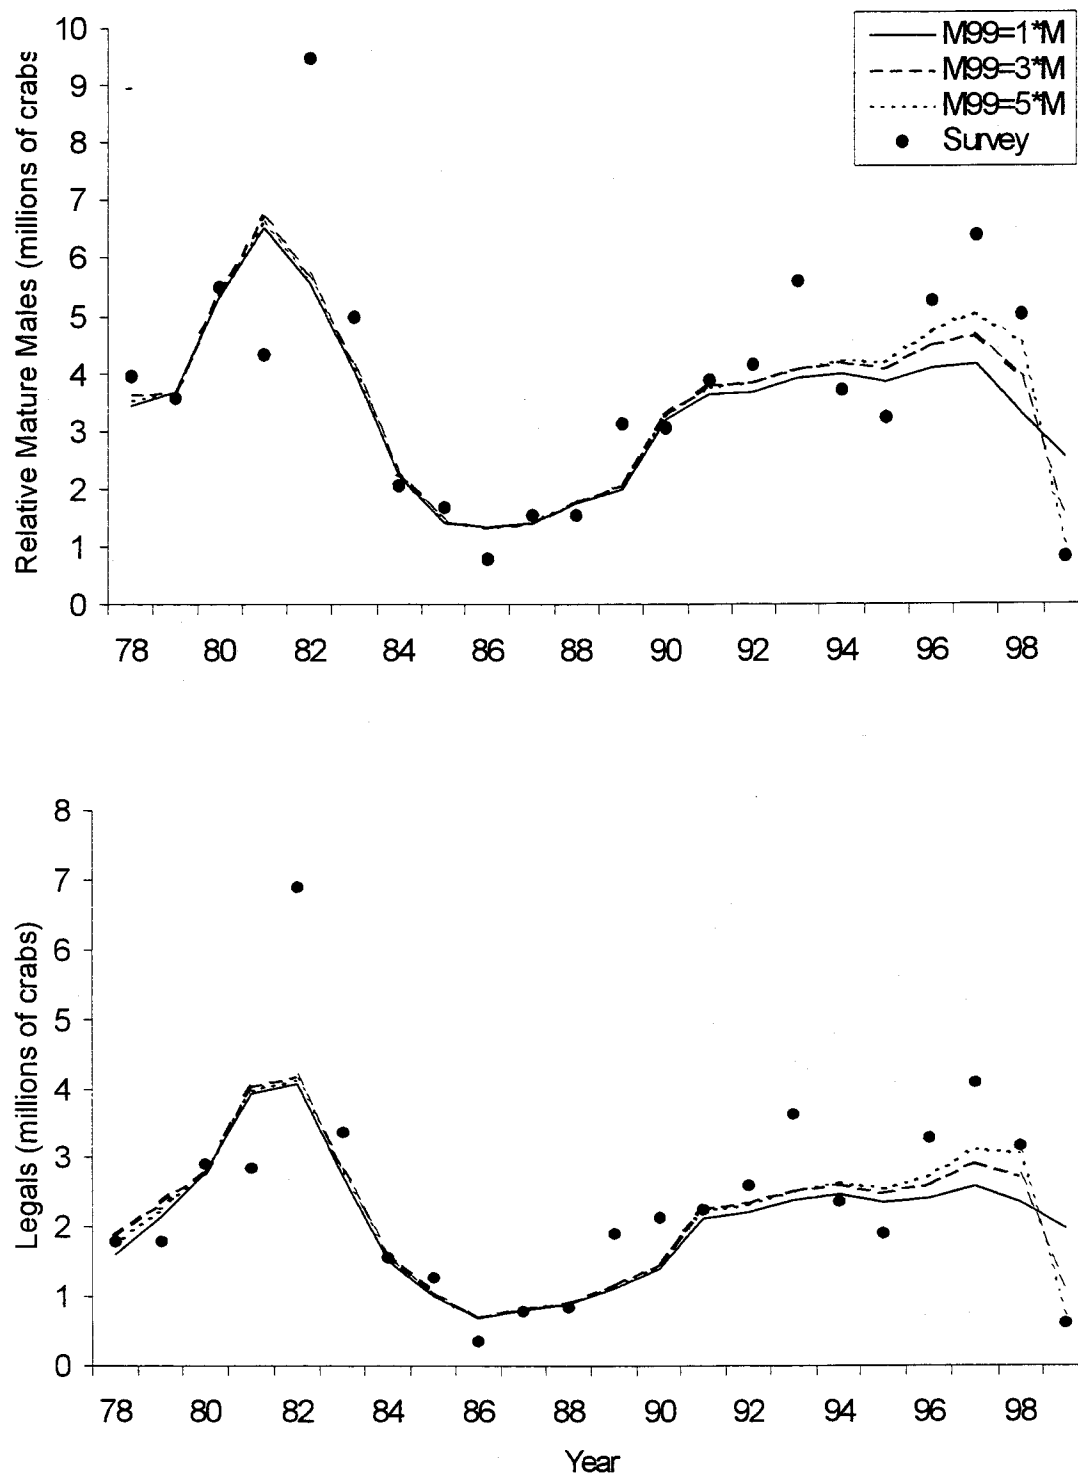 M99=1*M
M99=3*M
M99=5*M
Survey
Relative Mature Males (millions of crabs
10
9
8
7
6
5
4
3
2
1
0
78 80 82 84 86 88 90 92 94 96 98
Legals (millions of crabs)
8
7
6
5
4
3
2
1
0
78 80 82 84 86 88 90 92 94 96 98
Year